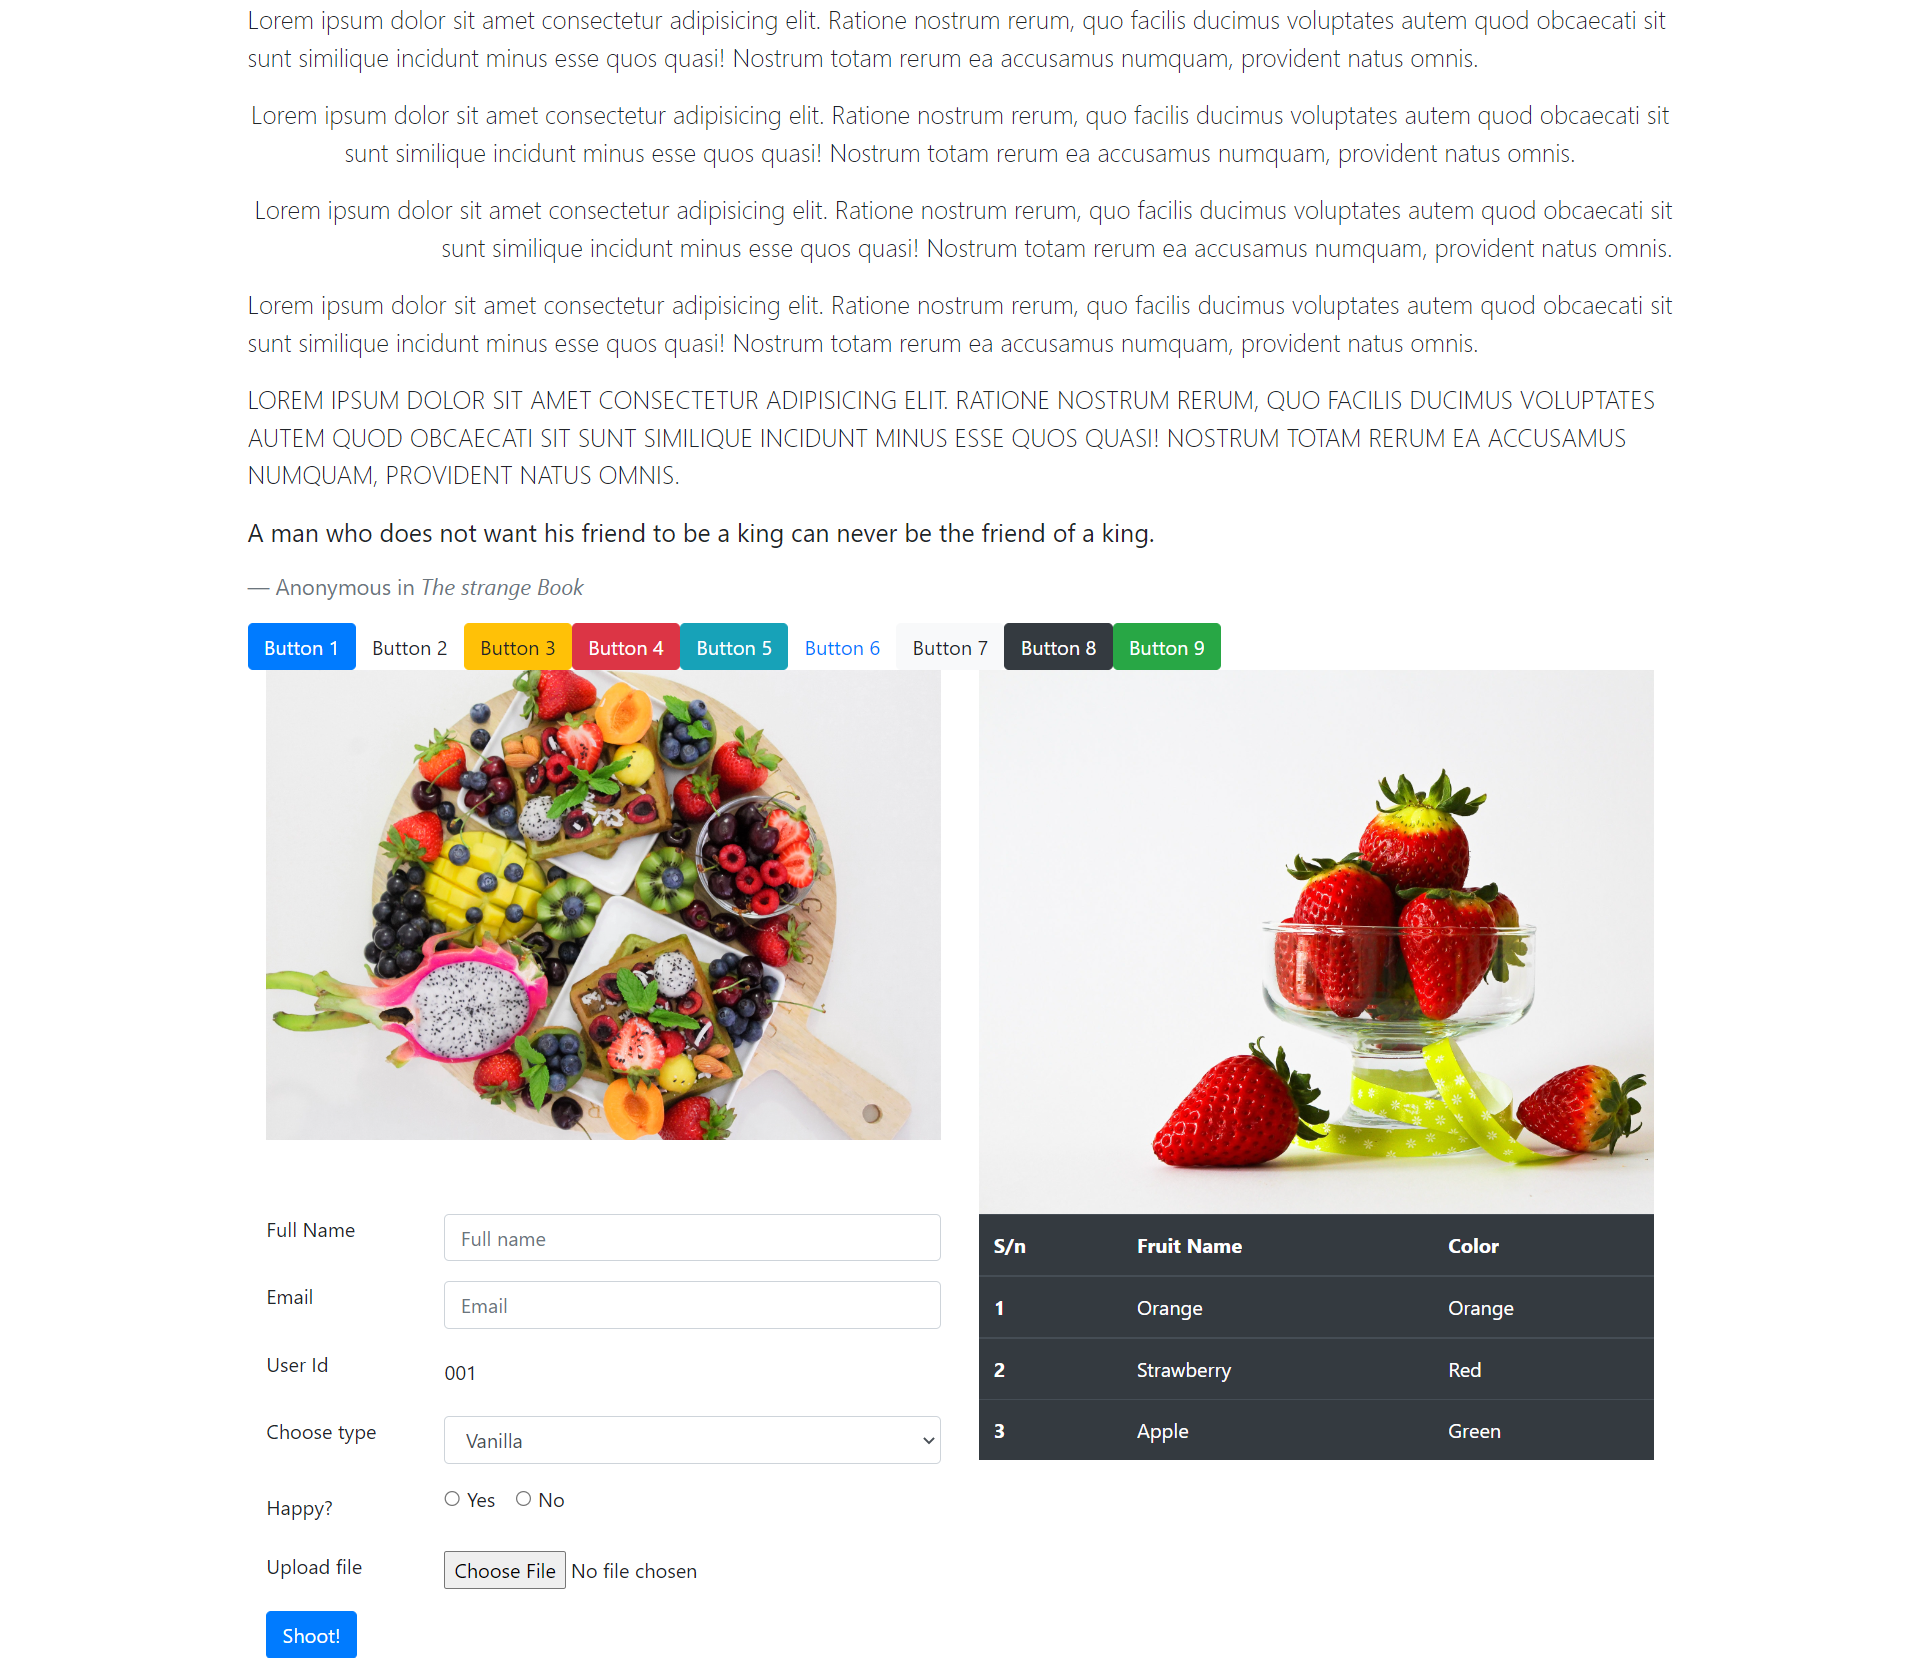 Lorem ipsum dolor sit amet consectetur adipisicing elit. Ratione nostrum rerum, quo facilis ducimus voluptates autem quod obcaecati sit
sunt similique incidunt minus esse quos quasi! Nostrum totam rerum ea accusamus numquam, provident natus omnis.
Lorem ipsum dolor sit amet consectetur adipisicing elit. Ratione nostrum rerum, quo facilis ducimus voluptates autem quod obcaecati sit
sunt similique incidunt minus esse quos quasi! Nostrum totam rerum ea accusamus numquam, provident natus omnis.
Lorem ipsum dolor sit amet consectetur adipisicing elit. Ratione nostrum rerum, quo facilis ducimus voluptates autem quod obcaecati sit
sunt similique incidunt minus esse quos quasi! Nostrum totam rerum ea accusamus numquam, provident natus omnis.
Lorem ipsum dolor sit amet consectetur adipisicing elit. Ratione nostrum rerum, quo facilis ducimus voluptates autem quod obcaecati sit
sunt similique incidunt minus esse quos quasi! Nostrum totam rerum ea accusamus numquam, provident natus omnis.
LOREM IPSUM DOLOR SIT AMET CONSECTETUR ADIPISICING ELIT. RATIONE NOSTRUM RERUM, QUO FACILIS DUCIMUS VOLUPTATES
AUTEM QUOD OBCAECATI SIT SUNT SIMILIQUE INCIDUNT MINUS ESSE QUOS QUASI! NOSTRUM TOTAM RERUM EA ACCUSAMUS
NUMQUAM, PROVIDENT NATUS OMNIS.
A man who does not want his friend to be a king can never be the friend of a king.
— Anonymous in The strange Book
Button 1 Button 2 Button 3 Button 4 Button 5 Button 6 Button 7 Button 8 Button 9
Full Name Full name
Email Email
User Id 001
Choose type Vanilla
Happy? Yes No
Upload file Choose File No file chosen
Shoot!
S/n Fruit Name Color
1 Orange Orange
2 Strawberry Red
3 Apple Green